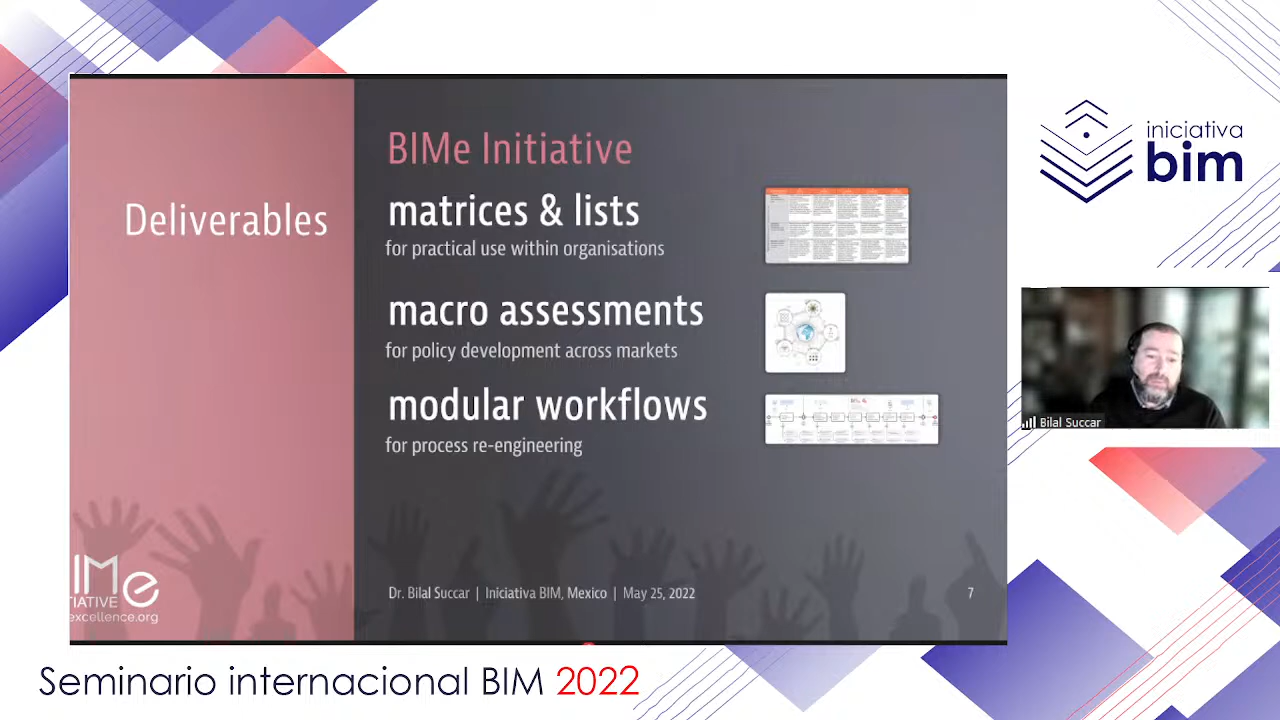 BIMe Initiative
Deliverables
matrices & lists
for practical use within organisations
macro assessments
for policy development across markets
modular workflows
for process re-engineering
Dr. Bilal Succar | Iniciativa BIM, Mexico | May 25, 2022
7
IMe
TIATIVE
excellence.org
iniciativa
bim
Bilal Succar
Seminario internacional BIM 2022